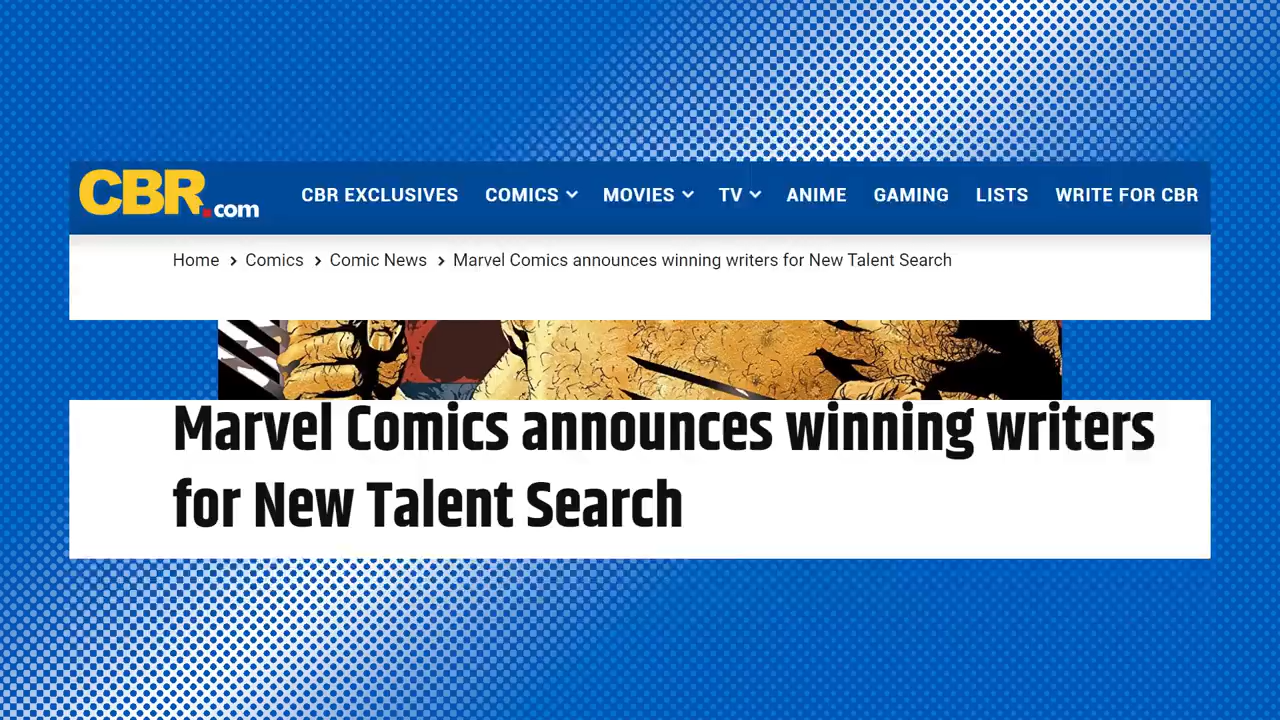 CBR.com CBR EXCLUSIVES COMICS MOVIES TV ANIME GAMING LISTS WRITE FOR CBR
Home > Comics > Comic News > Marvel Comics announces winning writers for New Talent Search
Marvel Comics announces winning writers
for New Talent Search